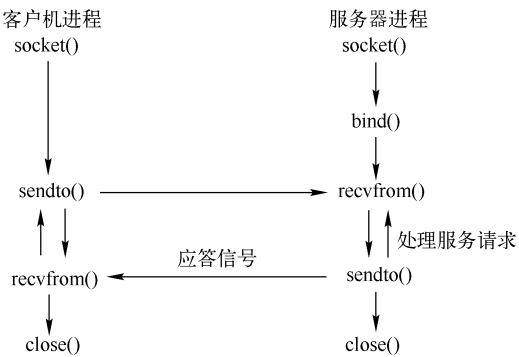 客户机进程
socket()
sendto()
recvfrom()
close()
服务器进程
socket()
bind()
recvfrom()
处理服务请求
应答信号
sendto()
close()